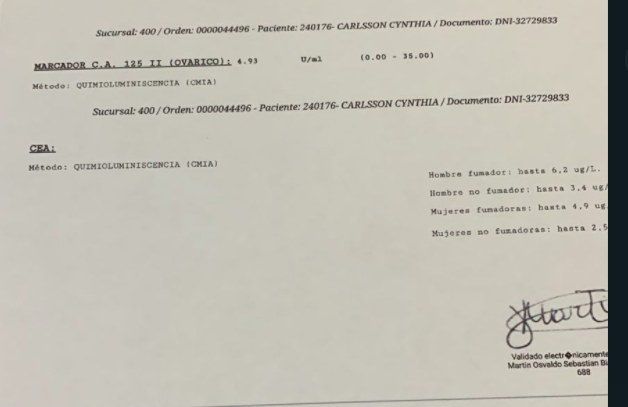 Sucursal: 400 / Orden: 0000044496 - Paciente: 240176- CARLSSON CYNTHIA / Documento: DNI-32729833
MARCADOR C.A. 125 II (OVARICO): 4.93 U/ml (0.00 - 35.00)
Método: QUIMIOLUMINISCENCIA (CMIA)
Sucursal: 400 / Orden: 0000044496 - Paciente: 240176- CARLSSON CYNTHIA / Documento: DNI-32729833
CEA:
Método: QUIMIOLUMINISCENCIA (CMIA)
Hombre fumador: hasta 6,2 ug/L.
Hombre no fumador: hasta 3,4 ug/
Mujeres fumadoras: hasta 4,9 ug
Mujeres no fumadoras: hasta 2,5
Validado electr�nicamente
Martin Osvaldo Sebastian Bi
688